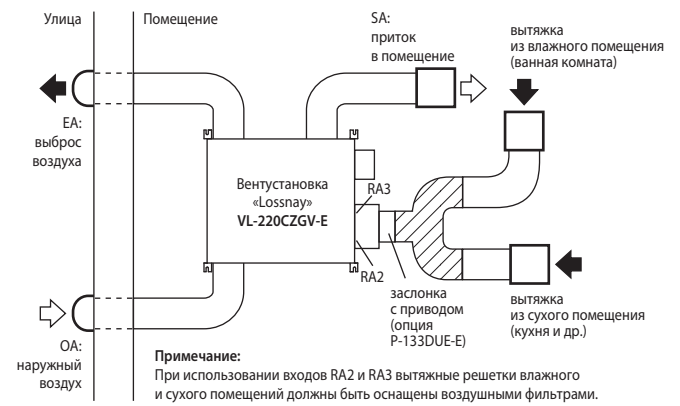 Улица
Помещение
SA:
приток
в помещение
вытяжка
из влажного помещения
(ванная комната)
EA:
выброс
воздуха
Вентустановка
«Lossnay»
VL-220CZGV-E
RA3
RA2
заслонка
с приводом
(опция
P-133DUE-E)
вытяжка
из сухого помещения
(кухня и др.)
OA:
наружный
воздух
Примечание:
При использовании входов RA2 и RA3 вытяжные решетки влажного
и сухого помещений должны быть оснащены воздушными фильтрами.